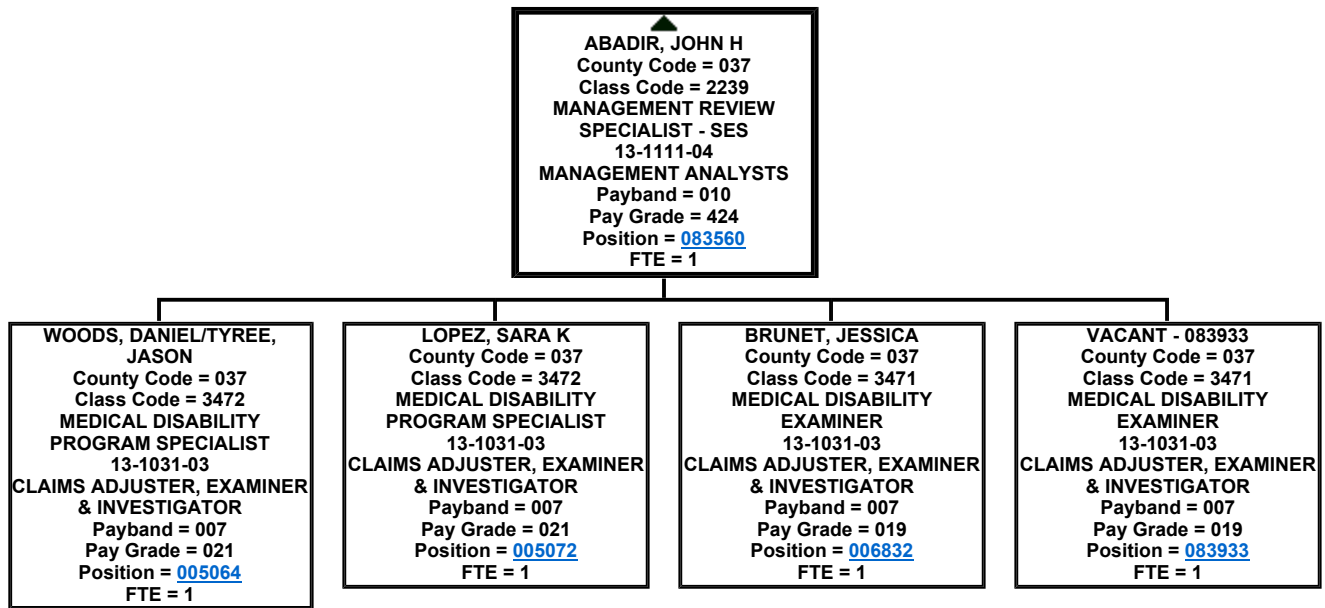 ABADIR, JOHN H
County Code = 037
Class Code = 2239
MANAGEMENT REVIEW
SPECIALIST - SES
13-1111-04
MANAGEMENT ANALYSTS
Payband = 010
Pay Grade = 424
Position = 083560
FTE = 1
WOODS, DANIEL/TYREE,
JASON
County Code = 037
Class Code = 3472
MEDICAL DISABILITY
PROGRAM SPECIALIST
13-1031-03
CLAIMS ADJUSTER, EXAMINER
& INVESTIGATOR
Payband = 007
Pay Grade = 021
Position = 005064
FTE = 1
LOPEZ, SARA K
County Code = 037
Class Code = 3472
MEDICAL DISABILITY
PROGRAM SPECIALIST
13-1031-03
CLAIMS ADJUSTER, EXAMINER
& INVESTIGATOR
Payband = 007
Pay Grade = 021
Position = 005072
FTE = 1
BRUNET, JESSICA
County Code = 037
Class Code = 3471
MEDICAL DISABILITY
EXAMINER
13-1031-03
CLAIMS ADJUSTER, EXAMINER
& INVESTIGATOR
Payband = 007
Pay Grade = 019
Position = 006832
FTE = 1
VACANT - 083933
County Code = 037
Class Code = 3471
MEDICAL DISABILITY
EXAMINER
13-1031-03
CLAIMS ADJUSTER, EXAMINER
& INVESTIGATOR
Payband = 007
Pay Grade = 019
Position = 083933
FTE = 1